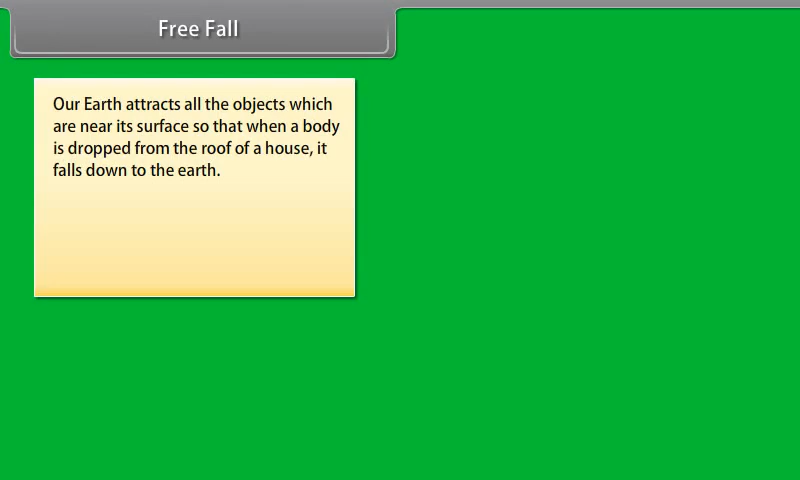 Free Fall
Our Earth attracts all the objects which
are near its surface so that when a body
is dropped from the roof of a house, it
falls down to the earth.